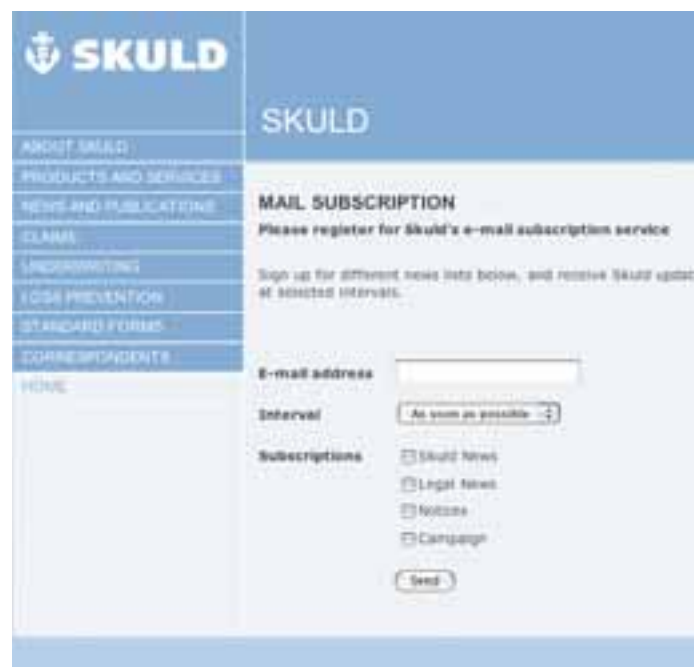 SKULD
SKULD
ABOUT SKULD
PRODUCTS AND SERVICES
NEWS AND PUBLICATIONS
CLAIMS
UNDERWRITING
LOSS PREVENTION
STANDARD FORMS
CORRESPONDENTS
HOME
MAIL SUBSCRIPTION
Please register for Skuld's e-mail subscription service
Sign up for different news lists below, and receive Skuld updat
at selected intervals.
E-mail address
Interval
As soon as possible
Subscriptions
Skuld News
Legal News
Notices
Campaign
Send